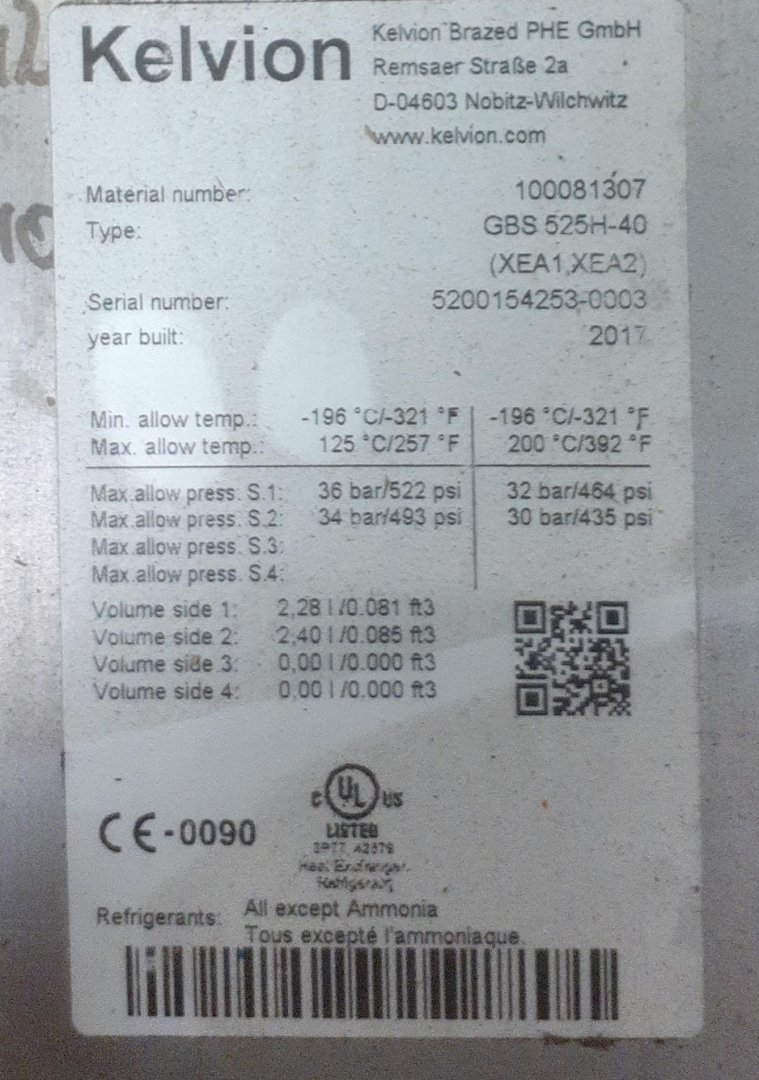 Kelvion
Kelvion Brazed PHE GmbH
Remsaer Straße 2a
D-04603 Nobitz-Wilchwitz
www.kelvion.com
Material number: 100081307
Type: GBS 525H-40
(XEA1,XEA2)
Serial number: 5200154253-0003
year built: 2017
Min. allow temp.: -196 °C/-321 °F -196 °C/-321 °F
Max. allow temp.: 125 °C/257 °F 200 °C/392 °F
Max.allow press. S.1: 36 bar/522 psi 32 bar/464 psi
Max.allow press. S.2: 34 bar/493 psi 30 bar/435 psi
Max.allow press. S.3:
Max.allow press. S.4:
Volume side 1: 2,28 l /0.081 ft3
Volume side 2: 2,40 l /0.085 ft3
Volume side 3: 0,00 l /0.000 ft3
Volume side 4: 0,00 l /0.000 ft3
c UL us
LISTED
Heat Exchanger
Refrigerant
CE-0090
Refrigerants: All except Ammonia
Tous excepté l'ammoniaque